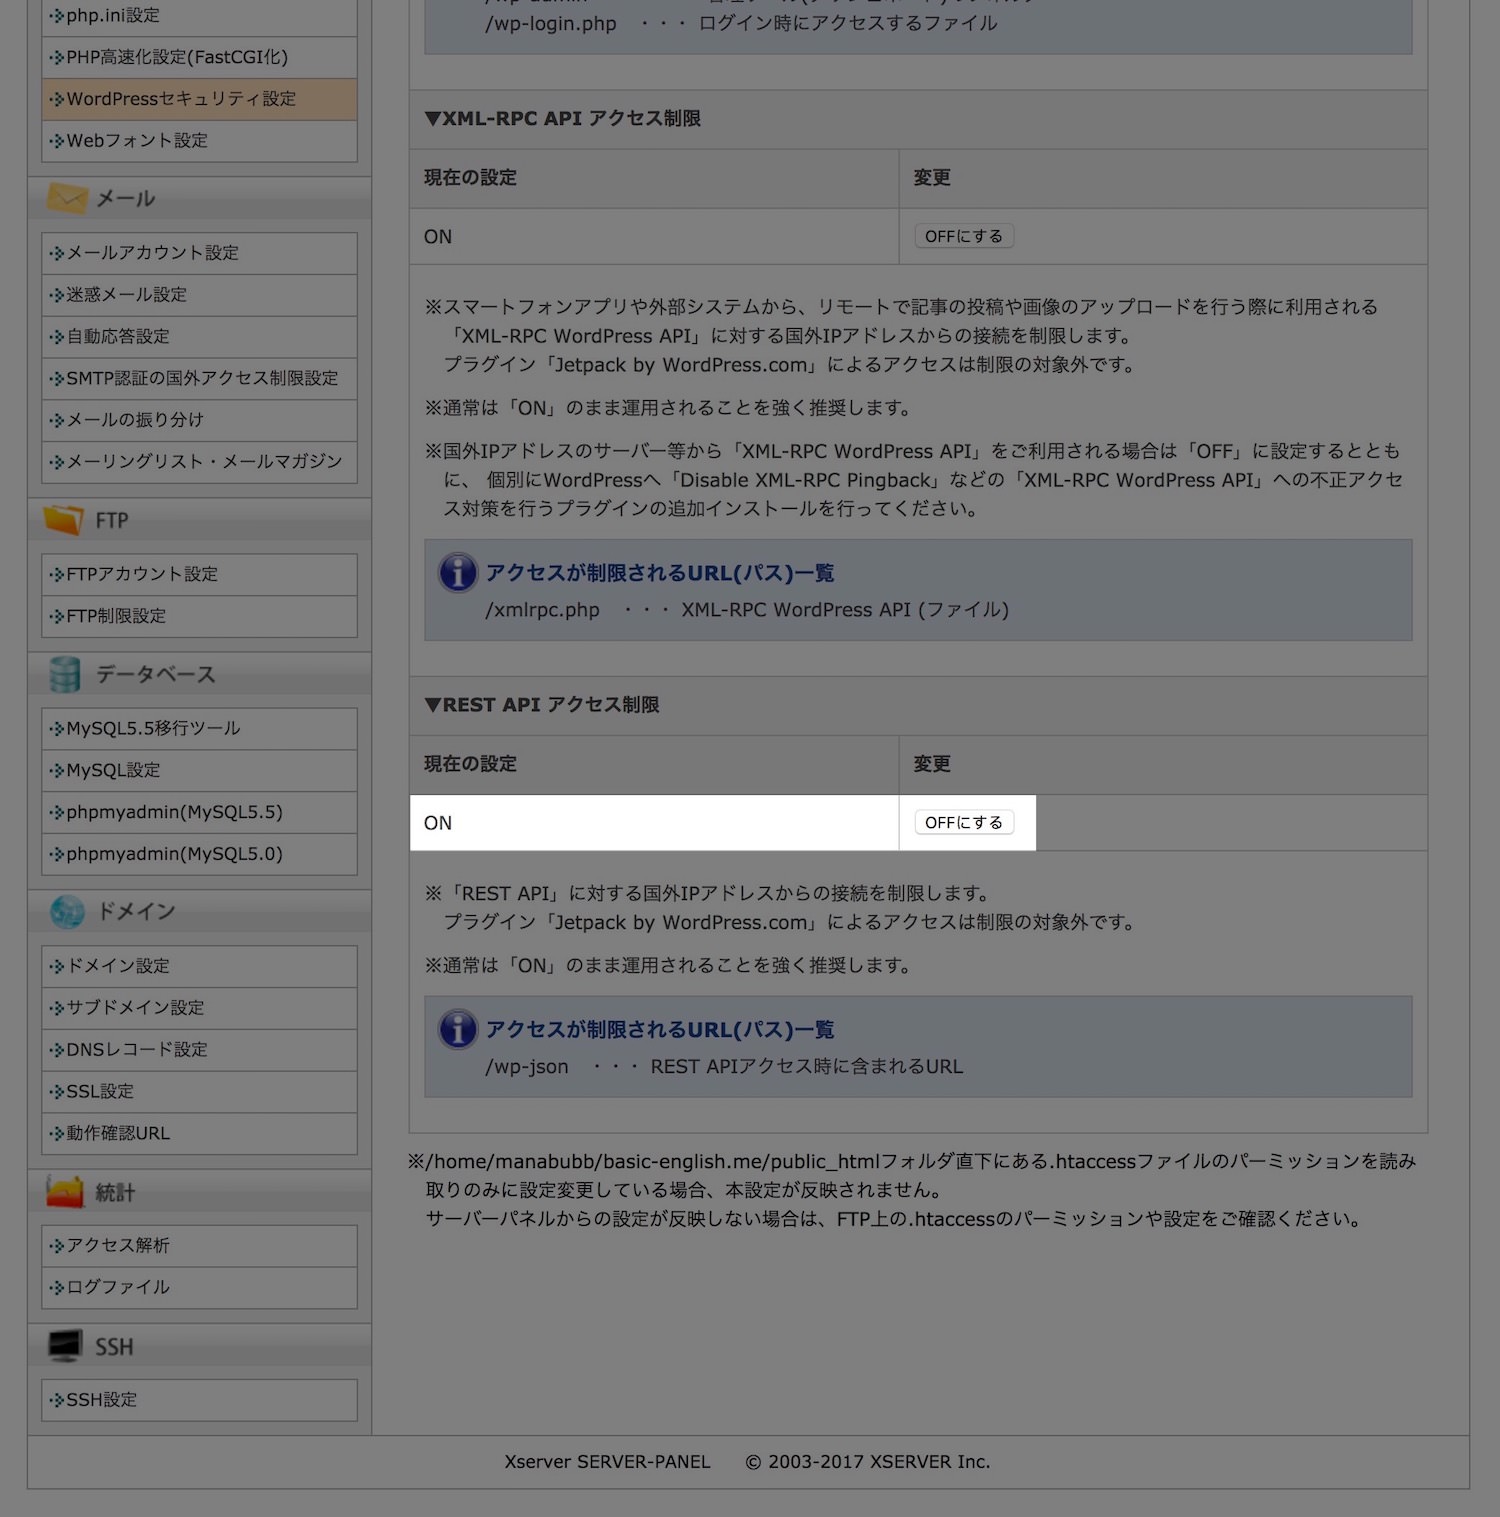 php.ini設定
PHP高速化設定(FastCGI化)
WordPressセキュリティ設定
Webフォント設定
メール
メールアカウント設定
迷惑メール設定
自動応答設定
SMTP認証の国外アクセス制限設定
メールの振り分け
メーリングリスト・メールマガジン
FTP
FTPアカウント設定
FTP制限設定
データベース
MySQL5.5移行ツール
MySQL設定
phpmyadmin(MySQL5.5)
phpmyadmin(MySQL5.0)
ドメイン
ドメイン設定
サブドメイン設定
DNSレコード設定
SSL設定
動作確認URL
統計
アクセス解析
ログファイル
SSH
SSH設定
/wp-login.php ・・・ ログイン時にアクセスするファイル
▼XML-RPC API アクセス制限
現在の設定 変更
ON OFFにする
※スマートフォンアプリや外部システムから、リモートで記事の投稿や画像のアップロードを行う際に利用される
「XML-RPC WordPress API」に対する国外IPアドレスからの接続を制限します。
プラグイン「Jetpack by WordPress.com」によるアクセスは制限の対象外です。
※通常は「ON」のまま運用されることを強く推奨します。
※国外IPアドレスのサーバー等から「XML-RPC WordPress API」をご利用される場合は「OFF」に設定するととも
に、 個別にWordPressへ「Disable XML-RPC Pingback」などの「XML-RPC WordPress API」への不正アクセ
ス対策を行うプラグインの追加インストールを行ってください。
アクセスが制限されるURL(パス)一覧
/xmlrpc.php ・・・ XML-RPC WordPress API (ファイル)
▼REST API アクセス制限
現在の設定 変更
ON OFFにする
※「REST API」に対する国外IPアドレスからの接続を制限します。
プラグイン「Jetpack by WordPress.com」によるアクセスは制限の対象外です。
※通常は「ON」のまま運用されることを強く推奨します。
アクセスが制限されるURL(パス)一覧
/wp-json ・・・ REST APIアクセス時に含まれるURL
※/home/manabubb/basic-english.me/public_htmlフォルダ直下にある.htaccessファイルのパーミッションを読み
取りのみに設定変更している場合、本設定が反映されません。
サーバーパネルからの設定が反映しない場合は、FTP上の.htaccessのパーミッションや設定をご確認ください。
Xserver SERVER-PANEL © 2003-2017 XSERVER Inc.